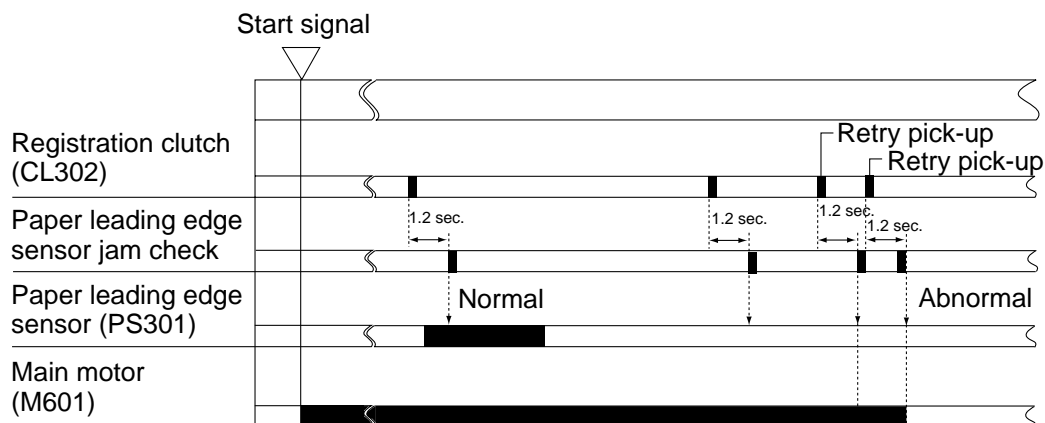 Start signal
Retry pick-up
Retry pick-up
Registration clutch
(CL302)
1.2 sec.
1.2 sec.
1.2 sec.
1.2 sec.
Paper leading edge
sensor jam check
Normal
Abnormal
Paper leading edge
sensor (PS301)
Main motor
(M601)